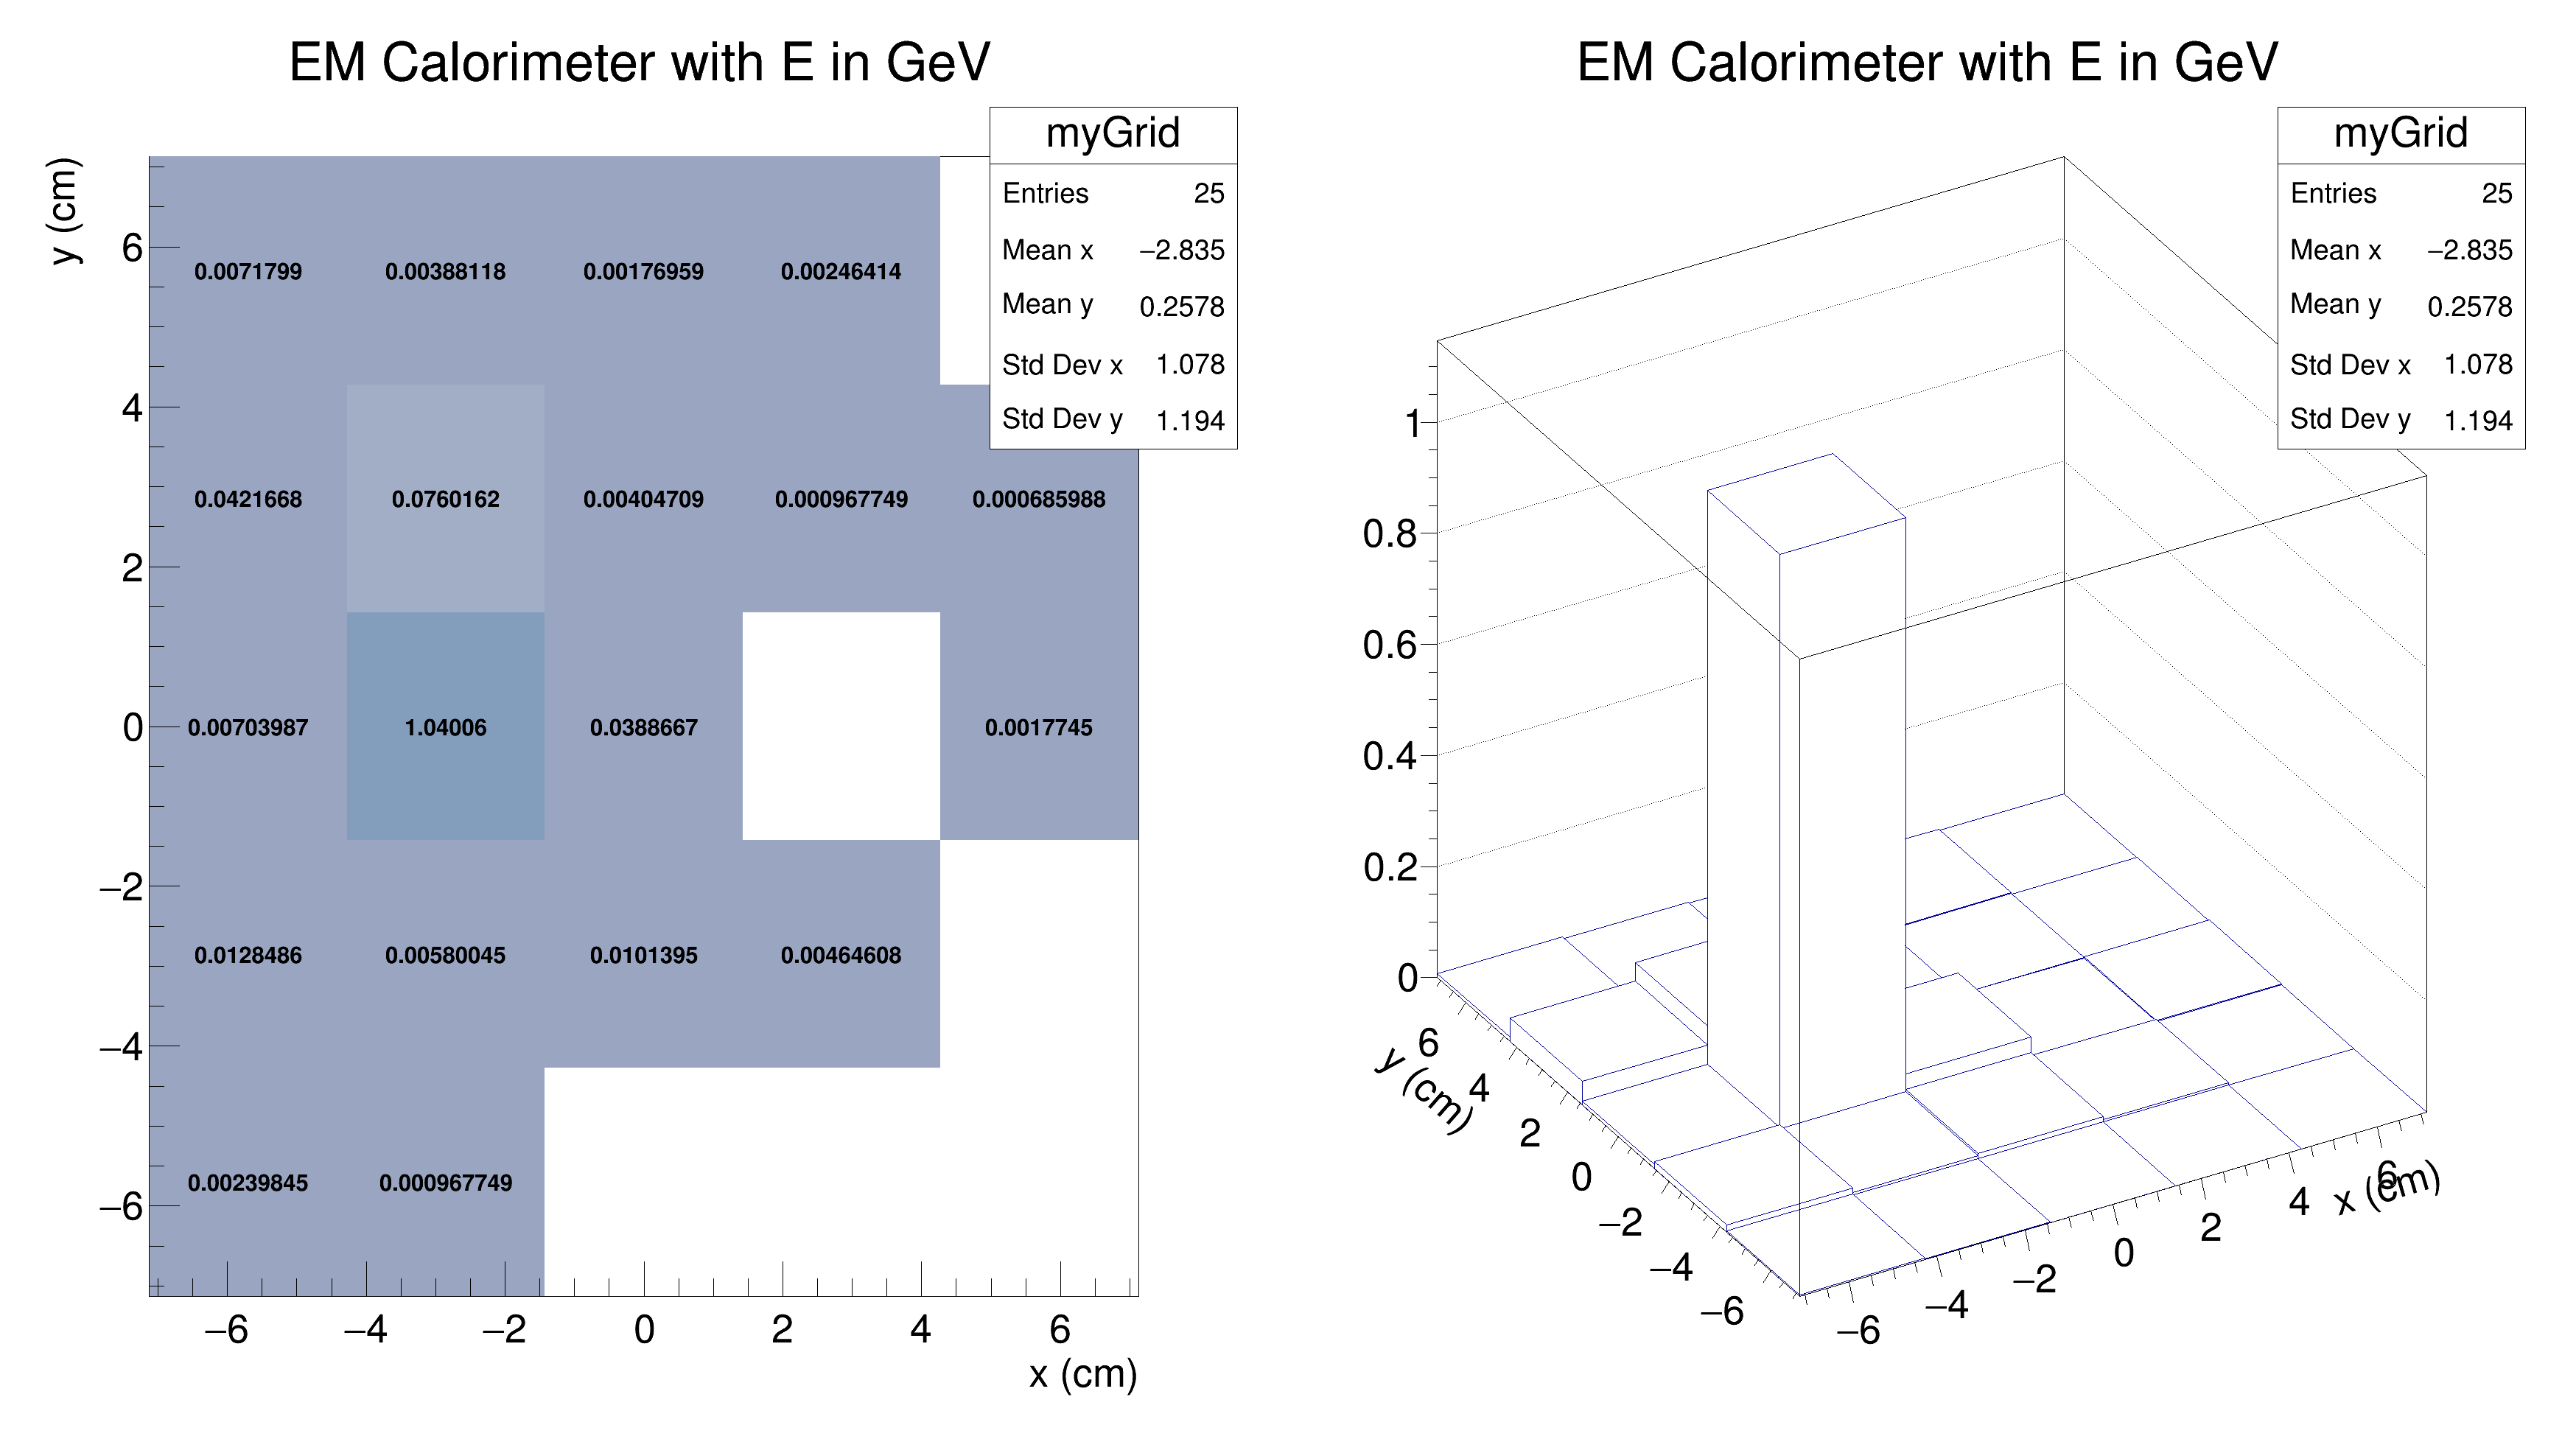 EM Calorimeter with E in GeV
myGrid
Entries 25
Mean x −2.835
Mean y 0.2578
Std Dev x 1.078
Std Dev y 1.194
y (cm)
6
4
2
0
−2
−4
−6
0.0071799 0.00388118 0.00176959 0.00246414
0.0421668 0.0760162 0.00404709 0.000967749 0.000685988
0.00703987 1.04006 0.0388667 0.0017745
0.0128486 0.00580045 0.0101395 0.00464608
0.00239845 0.000967749
−6 −4 −2 0 2 4 6
x (cm)
EM Calorimeter with E in GeV
myGrid
Entries 25
Mean x −2.835
Mean y 0.2578
Std Dev x 1.078
Std Dev y 1.194
1
0.8
0.6
0.4
0.2
0
y (cm)
6
4
2
0
−2
−4
−6
−6
−4
−2
0
2
4
6
x (cm)